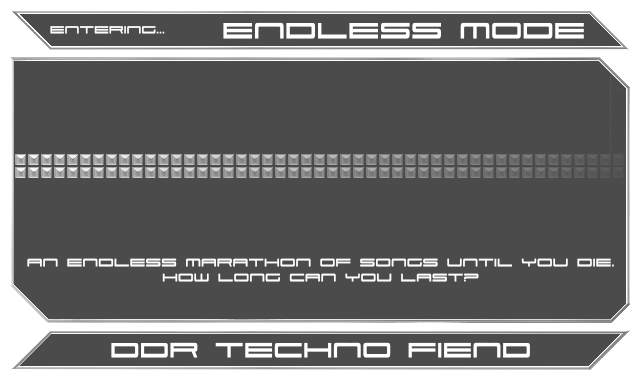 ENTERING...
ENDLESS MODE
AN ENDLESS MARATHON OF SONGS UNTIL YOU DIE.
HOW LONG CAN YOU LAST?
DDR TECHNO FIEND